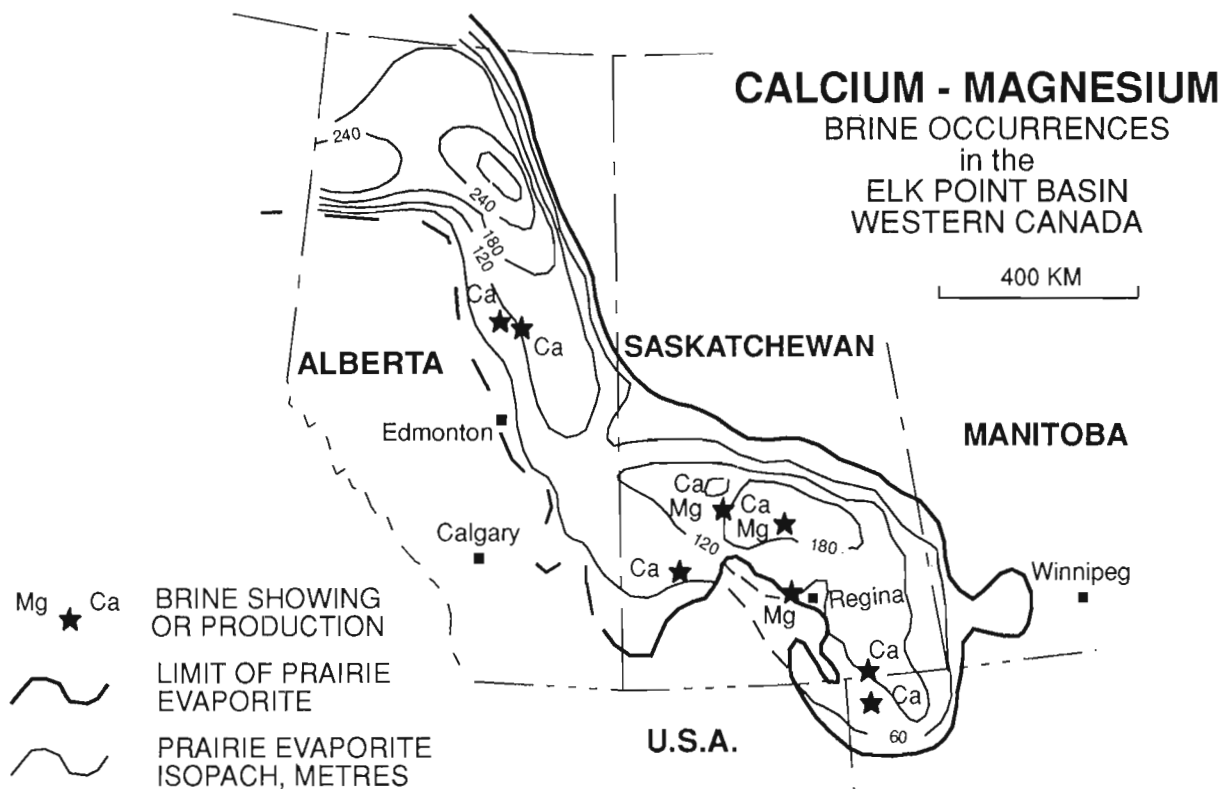 CALCIUM - MAGNESIUM
BRINE OCCURRENCES
in the
ELK POINT BASIN
WESTERN CANADA
400 KM
240
240
180
120
Ca
Ca
ALBERTA
SASKATCHEWAN
MANITOBA
Edmonton
Calgary
Ca
Mg
Ca
Mg
120
180
Ca
Mg
Regina
Winnipeg
Ca
Ca
60
U.S.A.
Mg Ca
BRINE SHOWING
OR PRODUCTION
LIMIT OF PRAIRIE
EVAPORITE
PRAIRIE EVAPORITE
ISOPACH, METRES